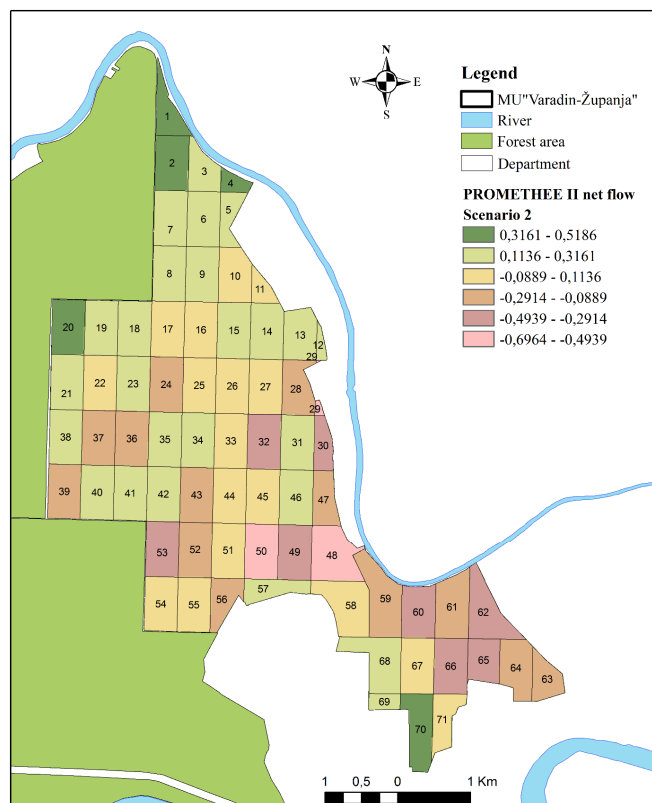 N
W E
S
Legend
MU"Varadin-Županja"
River
Forest area
Department
PROMETHEE II net flow
Scenario 2
0,3161 - 0,5186
0,1136 - 0,3161
-0,0889 - 0,1136
-0,2914 - -0,0889
-0,4939 - -0,2914
-0,6964 - -0,4939
1
2 3 4
7 6 5
8 9 10 11
20 19 18 17 16 15 14 13 12
29
21 22 23 24 25 26 27 28
29
38 37 36 35 34 33 32 31 30
39 40 41 42 43 44 45 46 47
53 52 51 50 49 48
54 55 56 57 58 59 60 61 62
68 67 66 65 64 63
69 70 71
1 0,5 0 1 Km